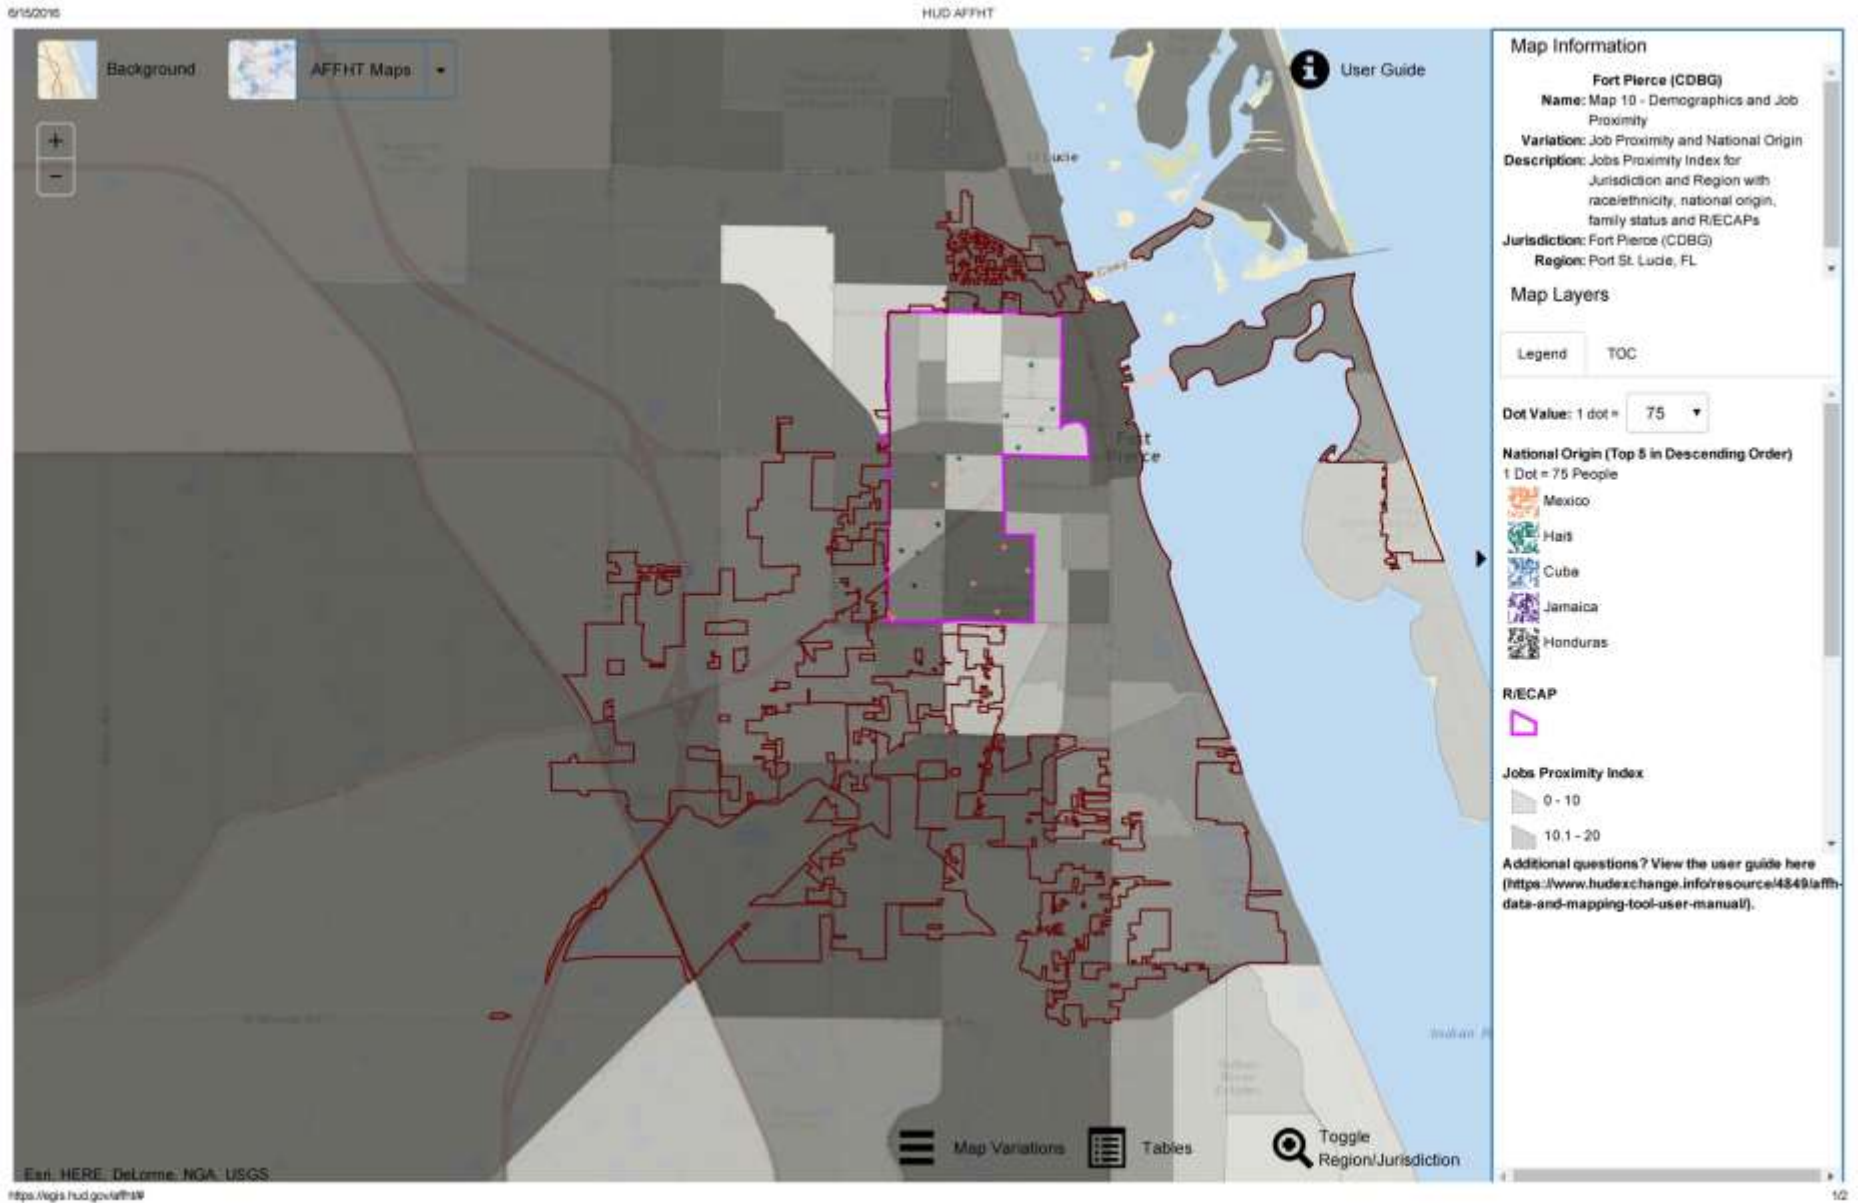 6/15/2016
HUD AFFHT
Background
AFFHT Maps
User Guide
+
−
Fort
Pierce
Map Variations
Tables
Toggle
Region/Jurisdiction
Esri, HERE, DeLorme, NGA, USGS
Map Information
Fort Pierce (CDBG)
Name: Map 10 - Demographics and Job
Proximity
Variation: Job Proximity and National Origin
Description: Jobs Proximity Index for
Jurisdiction and Region with
race/ethnicity, national origin,
family status and R/ECAPs
Jurisdiction: Fort Pierce (CDBG)
Region: Port St. Lucie, FL
Map Layers
Legend
TOC
Dot Value: 1 dot = 75
National Origin (Top 5 in Descending Order)
1 Dot = 75 People
Mexico
Haiti
Cuba
Jamaica
Honduras
R/ECAP
Jobs Proximity Index
0 - 10
10.1 - 20
Additional questions? View the user guide here
(https://www.hudexchange.info/resource/4849/affh-
data-and-mapping-tool-user-manual/).
https://egis.hud.gov/affht/#
1/2